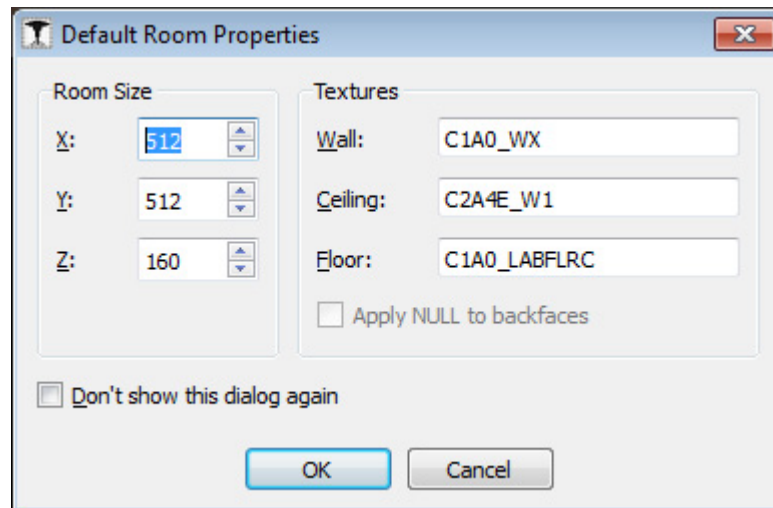 Default Room Properties
Room Size
X: 512
Y: 512
Z: 160
Textures
Wall: C1A0_WX
Ceiling: C2A4E_W1
Floor: C1A0_LABFLRC
Apply NULL to backfaces
Don't show this dialog again
OK
Cancel